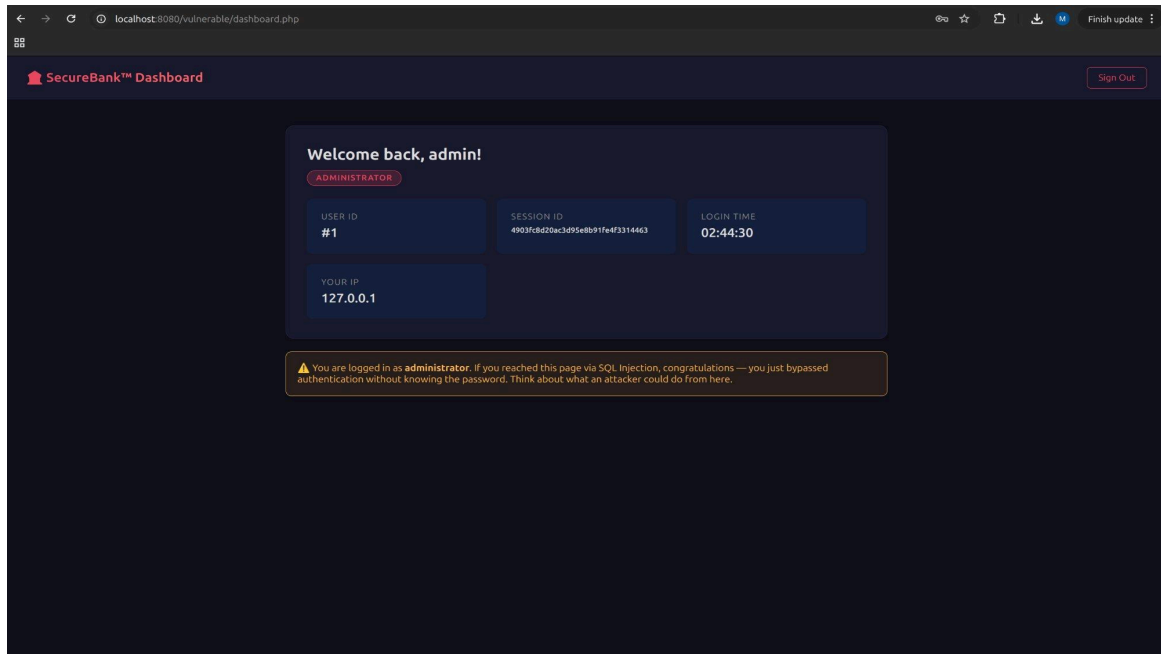 localhost:8080/vulnerable/dashboard.php
M
Finish update
SecureBank™ Dashboard
Sign Out
Welcome back, admin!
ADMINISTRATOR
USER ID
#1
SESSION ID
4903fc8d20ac3d95e8b91fe4f3314463
LOGIN TIME
02:44:30
YOUR IP
127.0.0.1
You are logged in as administrator. If you reached this page via SQL Injection, congratulations — you just bypassed
authentication without knowing the password. Think about what an attacker could do from here.